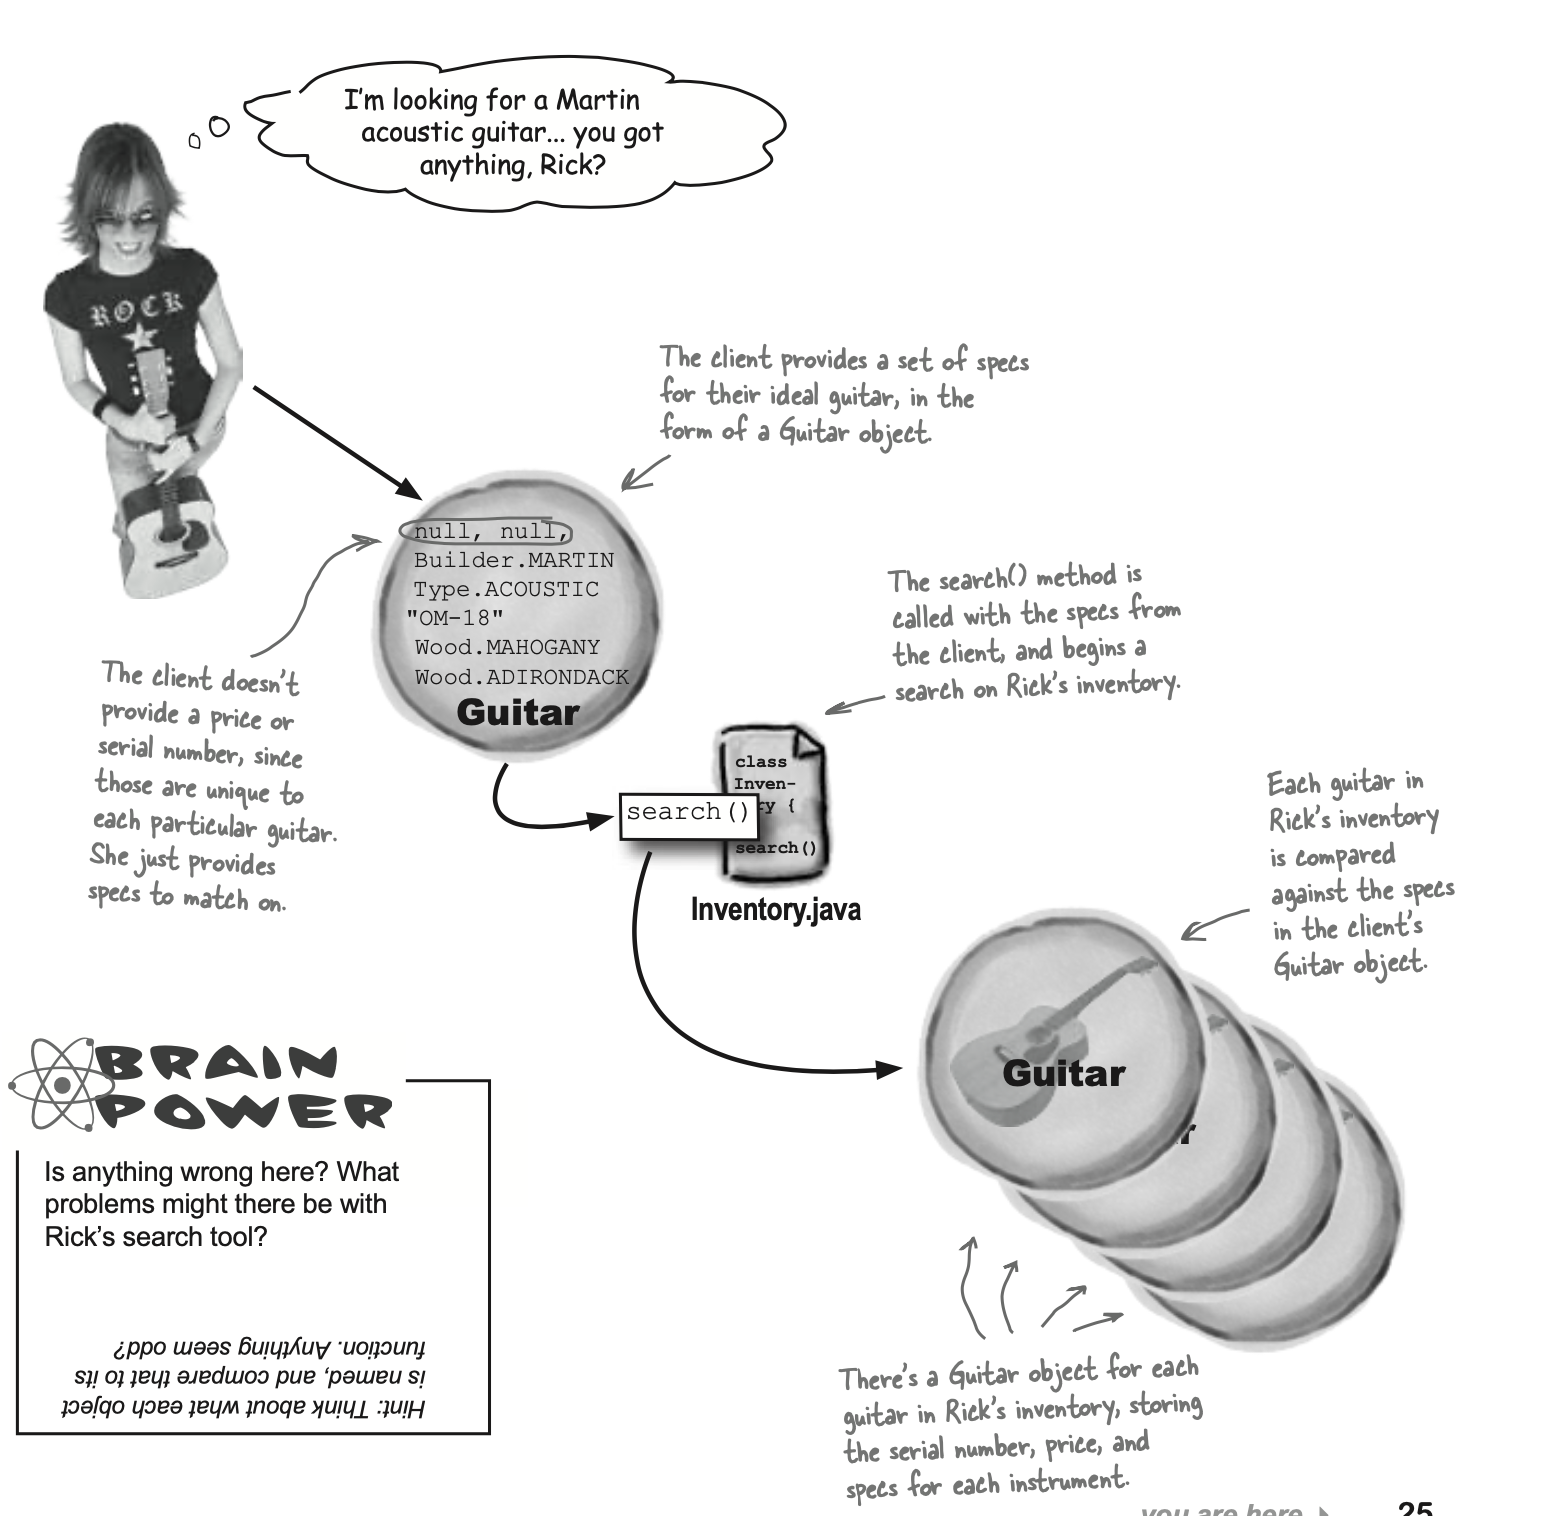 I'm looking for a Martin
acoustic guitar... you got
anything, Rick?
ROCK
The client provides a set of specs
for their ideal guitar, in the
form of a Guitar object.
null, null,
Builder.MARTIN
Type.ACOUSTIC
"OM-18"
Wood.MAHOGANY
Wood.ADIRONDACK
Guitar
The client doesn't
provide a price or
serial number, since
those are unique to
each particular guitar.
She just provides
specs to match on.
The search() method is
called with the specs from
the client, and begins a
search on Rick's inventory.
class
Inven-
ry {
search()
search()
Inventory.java
Each guitar in
Rick's inventory
is compared
against the specs
in the client's
Guitar object.
Guitar
r
There's a Guitar object for each
guitar in Rick's inventory, storing
the serial number, price, and
specs for each instrument.
BRAIN
POWER
Is anything wrong here? What
problems might there be with
Rick's search tool?
Hint: Think about what each object
is named, and compare that to its
function. Anything seem odd?
you are here
25